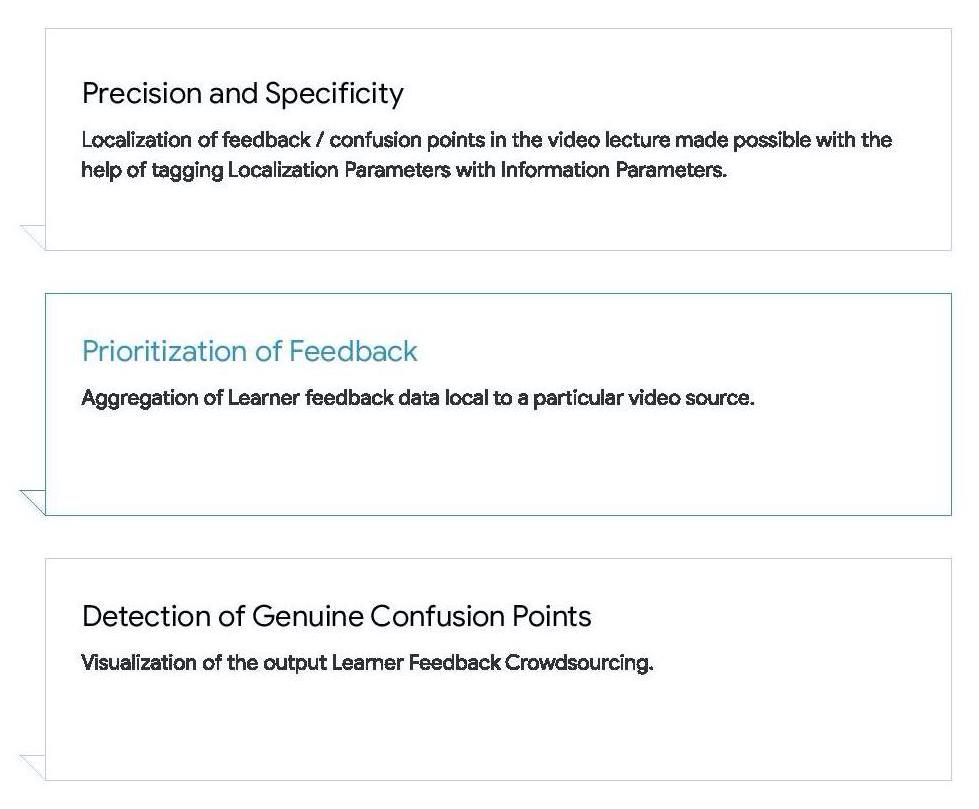 Precision and Specificity
Localization of feedback / confusion points in the video lecture made possible with the
help of tagging Localization Parameters with Information Parameters.
Prioritization of Feedback
Aggregation of Learner feedback data local to a particular video source.
Detection of Genuine Confusion Points
Visualization of the output Learner Feedback Crowdsourcing.